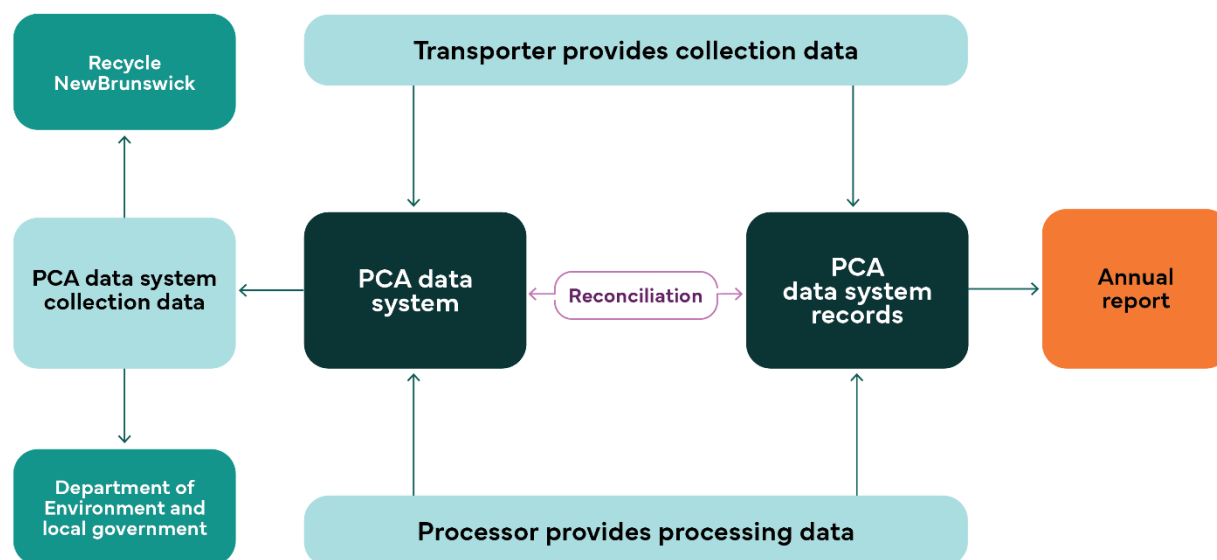 Recycle
NewBrunswick
Transporter provides collection data
PCA data system
collection data
PCA data
system
Reconciliation
PCA
data system
records
Annual
report
Department of
Environment and
local government
Processor provides processing data